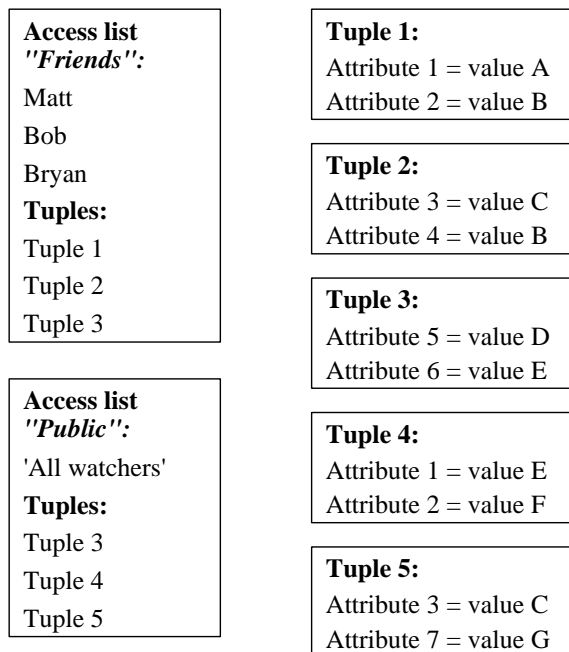 Access list
"Friends":
Matt
Bob
Bryan
Tuples:
Tuple 1
Tuple 2
Tuple 3
Access list
"Public":
'All watchers'
Tuples:
Tuple 3
Tuple 4
Tuple 5
Tuple 1:
Attribute 1 = value A
Attribute 2 = value B
Tuple 2:
Attribute 3 = value C
Attribute 4 = value B
Tuple 3:
Attribute 5 = value D
Attribute 6 = value E
Tuple 4:
Attribute 1 = value E
Attribute 2 = value F
Tuple 5:
Attribute 3 = value C
Attribute 7 = value G